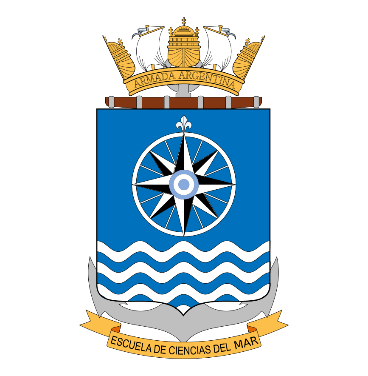 ARMADA ARGENTINA
ESCUELA DE CIENCIAS DEL MAR